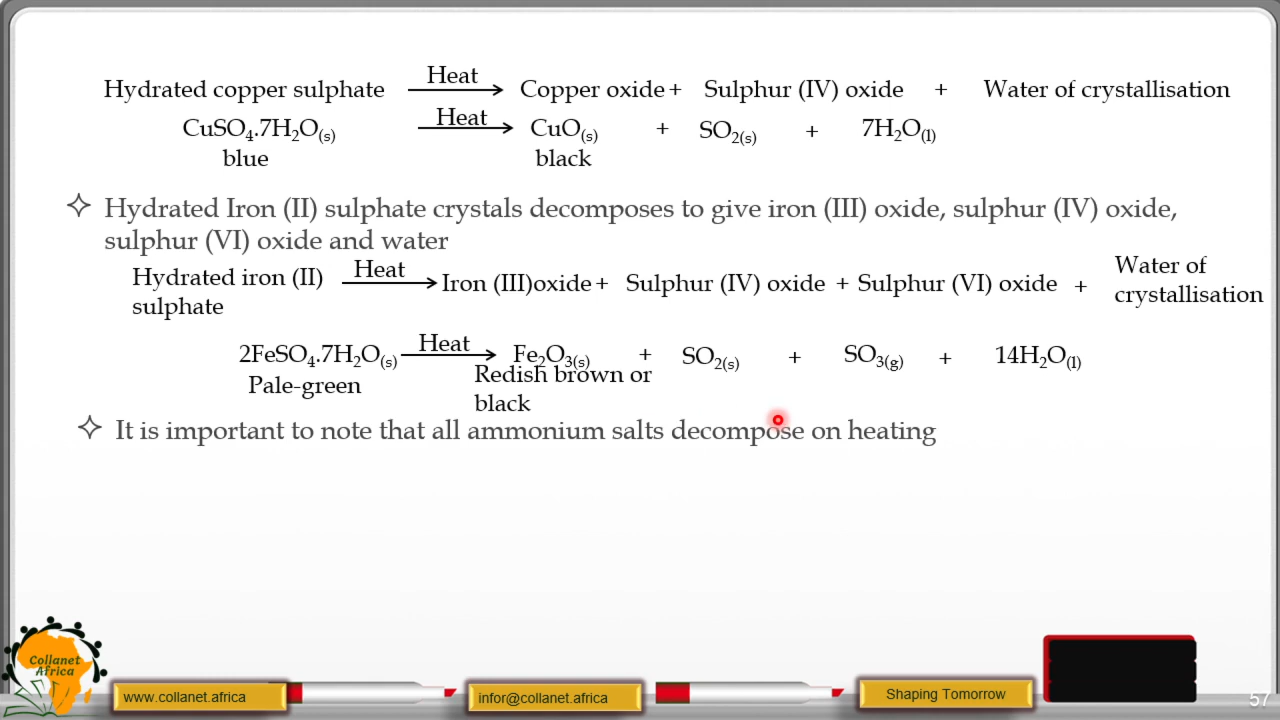 Heat
Hydrated copper sulphate Copper oxide + Sulphur (IV) oxide + Water of crystallisation
Heat
CuSO₄.7H₂O₍s₎ CuO₍s₎ + SO₂₍s₎ + 7H₂O₍l₎
blue black
Hydrated Iron (II) sulphate crystals decomposes to give iron (III) oxide, sulphur (IV) oxide,
sulphur (VI) oxide and water
Hydrated iron (II) Heat Iron (III)oxide + Sulphur (IV) oxide + Sulphur (VI) oxide + Water of
sulphate crystallisation
Heat
2FeSO₄.7H₂O₍s₎ Fe₂O₃₍s₎ + SO₂₍s₎ + SO₃₍g₎ + 14H₂O₍l₎
Pale-green Redish brown or
black
It is important to note that all ammonium salts decompose on heating
Collanet
Africa
www.collanet.africa infor@collanet.africa Shaping Tomorrow 57